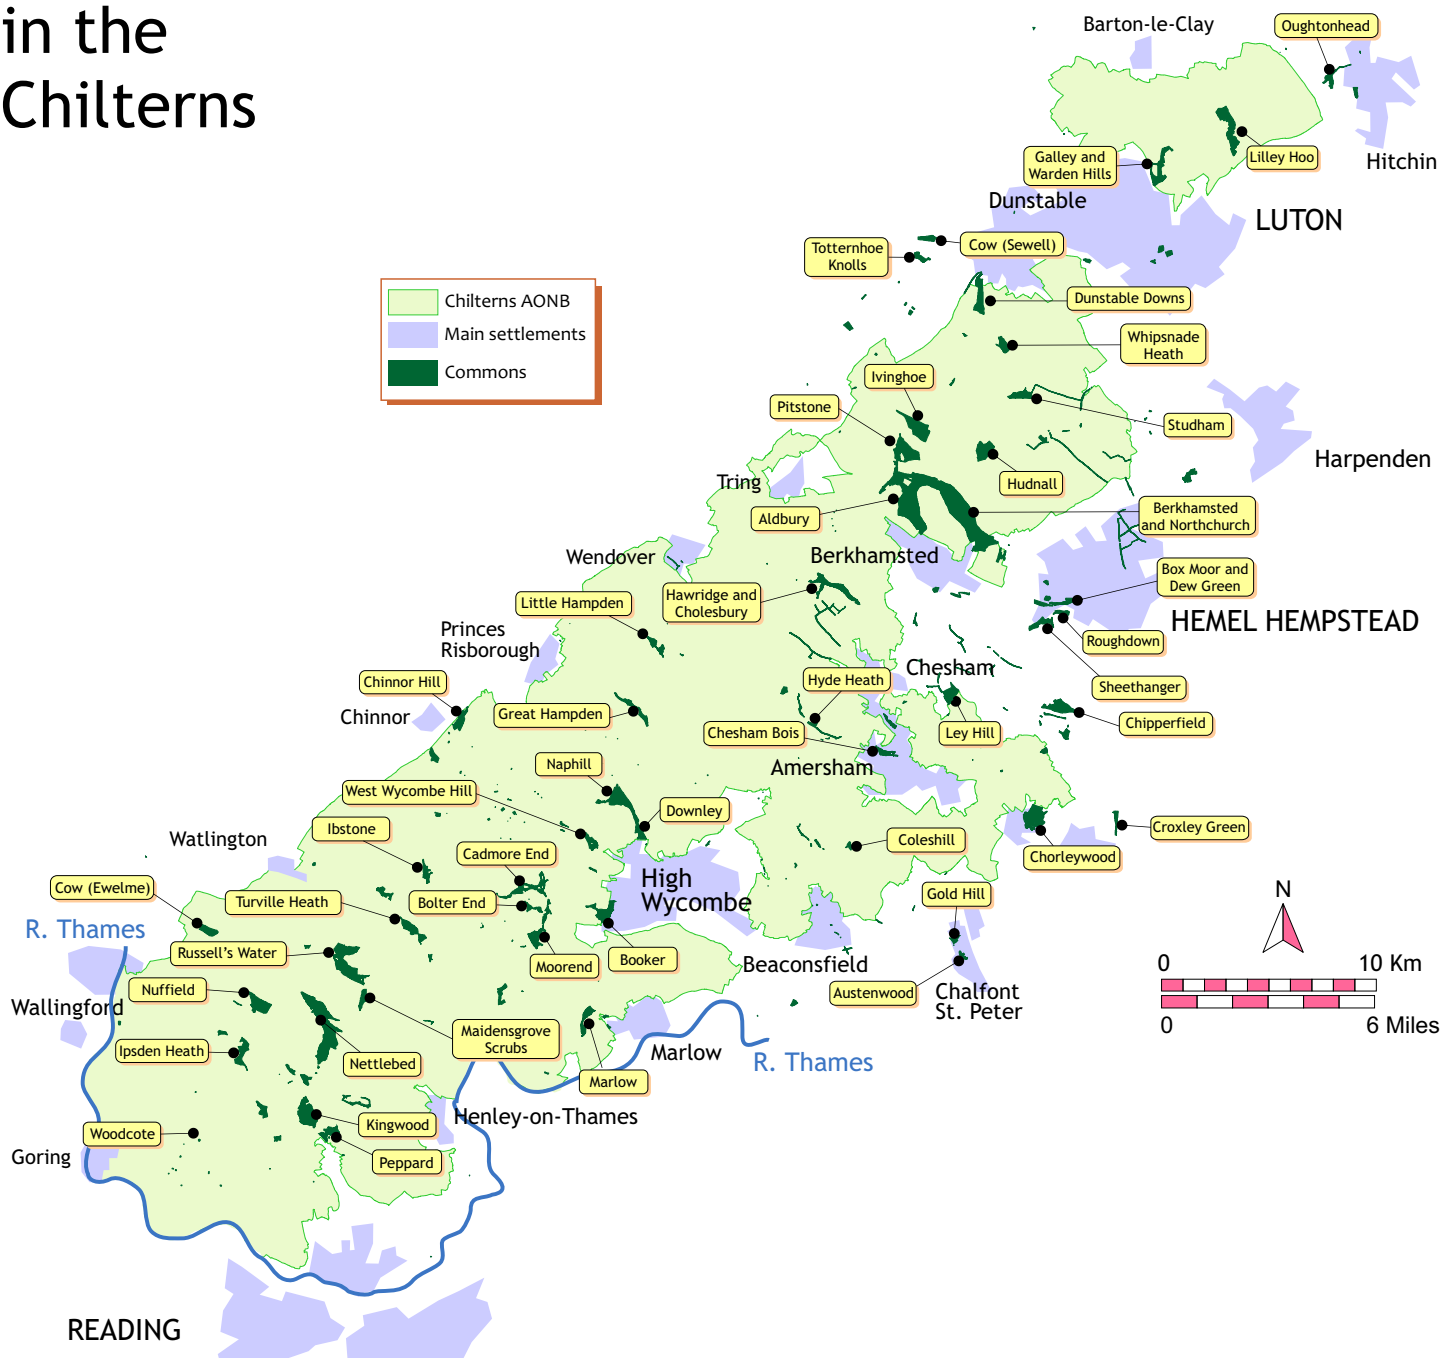 in the
Chilterns
Barton-le-Clay
Oughtonhead
Hitchin
Lilley Hoo
Galley and
Warden Hills
Dunstable
LUTON
Totternhoe
Knolls
Cow (Sewell)
Dunstable Downs
Chilterns AONB
Main settlements
Commons
Whipsnade
Heath
Ivinghoe
Pitstone
Studham
Harpenden
Tring
Hudnall
Aldbury
Berkhamsted
and Northchurch
Wendover
Berkhamsted
Box Moor and
Dew Green
Hawridge and
Cholesbury
Little Hampden
HEMEL HEMPSTEAD
Princes
Risborough
Roughdown
Chesham
Hyde Heath
Sheethanger
Chinnor Hill
Chinnor
Great Hampden
Chesham Bois
Ley Hill
Chipperfield
Naphill
Amersham
West Wycombe Hill
Downley
Ibstone
Watlington
Cadmore End
Coleshill
Croxley Green
Chorleywood
Cow (Ewelme)
Turville Heath
Bolter End
High
Wycombe
Gold Hill
N
R. Thames
Russell's Water
Moorend
Booker
Beaconsfield
0 10 Km
Nuffield
Austenwood
Chalfont
St. Peter
Wallingford
0 6 Miles
Maidensgrove
Scrubs
Ipsden Heath
Nettlebed
Marlow
R. Thames
Marlow
Henley-on-Thames
Kingwood
Woodcote
Goring
Peppard
READING